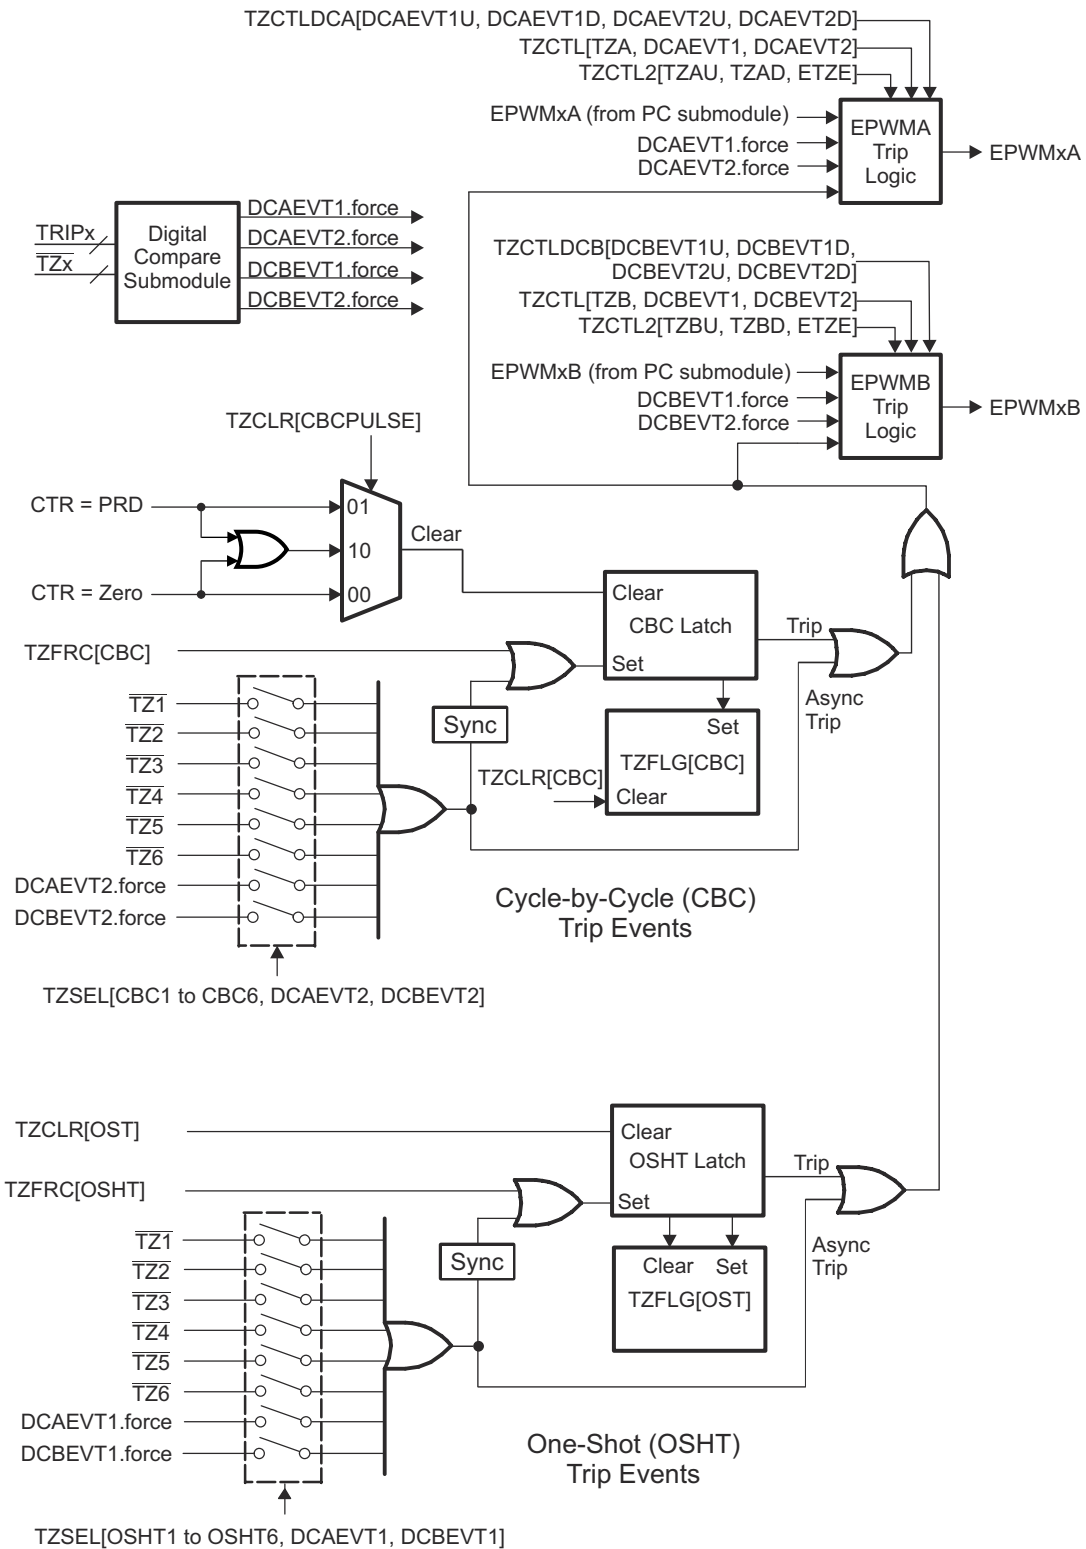 TZCTLDCA[DCAEVT1U, DCAEVT1D, DCAEVT2U, DCAEVT2D]
TZCTL[TZA, DCAEVT1, DCAEVT2]
TZCTL2[TZAU, TZAD, ETZE]
EPWMxA (from PC submodule)
DCAEVT1.force
DCAEVT2.force
EPWMA
Trip
Logic
EPWMxA
TRIPx
TZx
Digital
Compare
Submodule
DCAEVT1.force
DCAEVT2.force
DCBEVT1.force
DCBEVT2.force
TZCTLDCB[DCBEVT1U, DCBEVT1D,
DCBEVT2U, DCBEVT2D]
TZCTL[TZB, DCBEVT1, DCBEVT2]
TZCTL2[TZBU, TZBD, ETZE]
EPWMxB (from PC submodule)
DCBEVT1.force
DCBEVT2.force
EPWMB
Trip
Logic
EPWMxB
TZCLR[CBCPULSE]
CTR = PRD
CTR = Zero
01
10
00
Clear
Clear
CBC Latch
Set
Trip
Async
Trip
TZFRC[CBC]
TZ1
TZ2
TZ3
TZ4
TZ5
TZ6
DCAEVT2.force
DCBEVT2.force
Sync
Set
TZFLG[CBC]
Clear
TZCLR[CBC]
Cycle-by-Cycle (CBC)
Trip Events
TZSEL[CBC1 to CBC6, DCAEVT2, DCBEVT2]
TZCLR[OST]
TZFRC[OSHT]
Clear
OSHT Latch
Set
Trip
Async
Trip
TZ1
TZ2
TZ3
TZ4
TZ5
TZ6
DCAEVT1.force
DCBEVT1.force
Sync
Clear Set
TZFLG[OST]
One-Shot (OSHT)
Trip Events
TZSEL[OSHT1 to OSHT6, DCAEVT1, DCBEVT1]